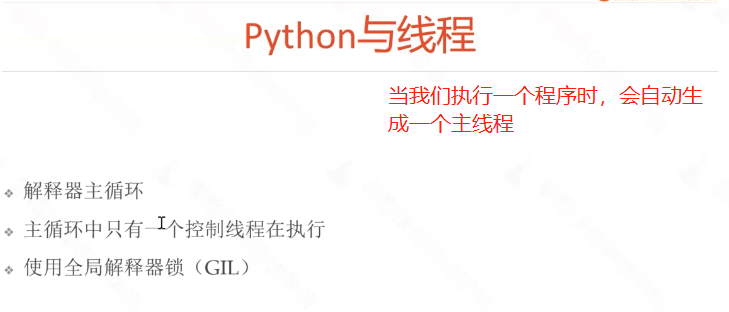 Python与线程
当我们执行一个程序时，会自动生
成一个主线程
解释器主循环
主循环中只有一个控制线程在执行
使用全局解释器锁（GIL）